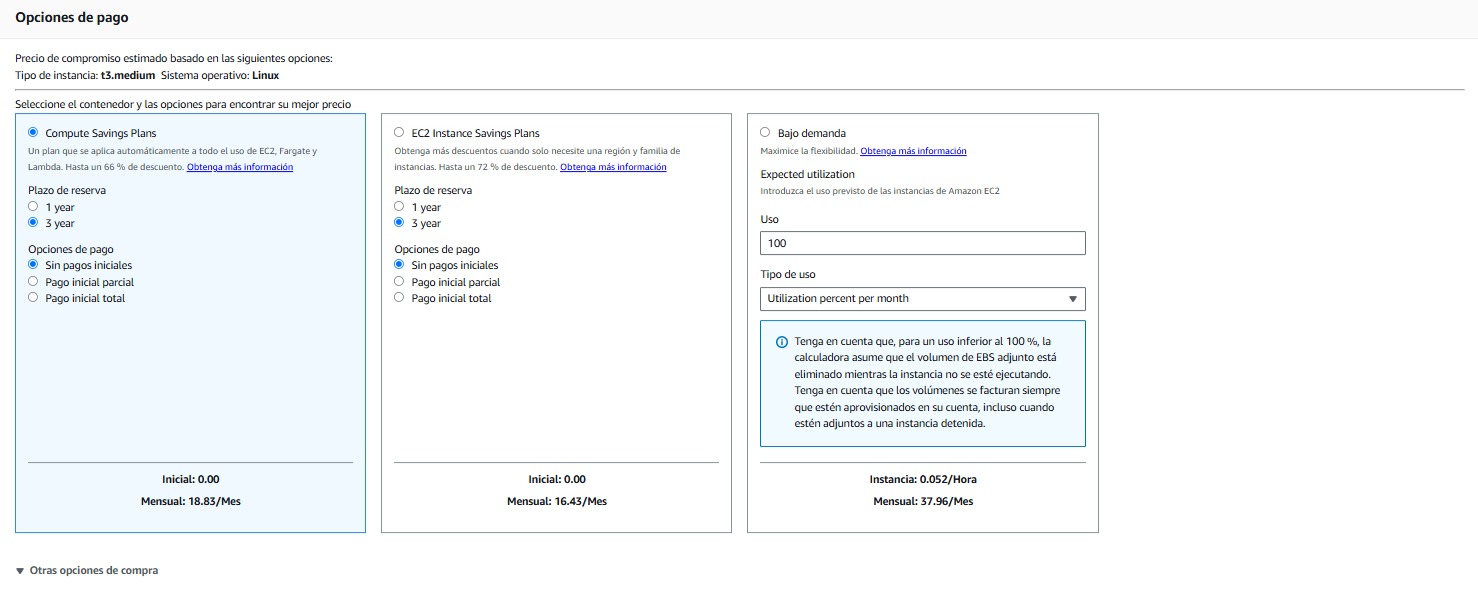 Opciones de pago
Precio de compromiso estimado basado en las siguientes opciones:
Tipo de instancia: t3.medium Sistema operativo: Linux
Seleccione el contenedor y las opciones para encontrar su mejor precio
Compute Savings Plans
Un plan que se aplica automáticamente a todo el uso de EC2, Fargate y
Lambda. Hasta un 66 % de descuento. Obtenga más información
Plazo de reserva
1 year
3 year
Opciones de pago
Sin pagos iniciales
Pago inicial parcial
Pago inicial total
Inicial: 0.00
Mensual: 18.83/Mes
EC2 Instance Savings Plans
Obtenga más descuentos cuando solo necesite una región y familia de
instancias. Hasta un 72 % de descuento. Obtenga más información
Plazo de reserva
1 year
3 year
Opciones de pago
Sin pagos iniciales
Pago inicial parcial
Pago inicial total
Inicial: 0.00
Mensual: 16.43/Mes
Bajo demanda
Maximice la flexibilidad. Obtenga más información
Expected utilization
Introduzca el uso previsto de las instancias de Amazon EC2
Uso
100
Tipo de uso
Utilization percent per month
Tenga en cuenta que, para un uso inferior al 100 %, la
calculadora asume que el volumen de EBS adjunto está
eliminado mientras la instancia no se esté ejecutando.
Tenga en cuenta que los volúmenes se facturan siempre
que estén aprovisionados en su cuenta, incluso cuando
estén adjuntos a una instancia detenida.
Instancia: 0.052/Hora
Mensual: 37.96/Mes
Otras opciones de compra